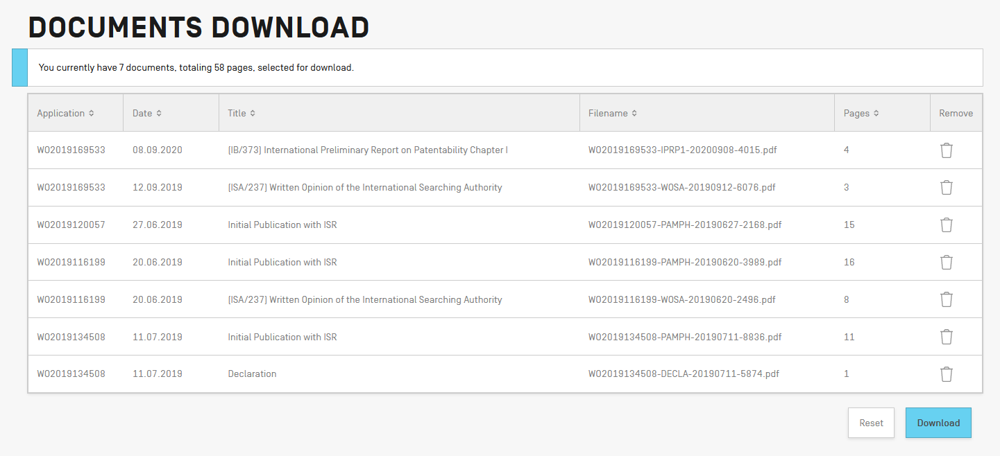 DOCUMENTS DOWNLOAD
You currently have 7 documents, totaling 58 pages, selected for download.
Application Date Title Filename Pages Remove
WO2019169533 08.09.2020 [IB/373] International Preliminary Report on Patentability Chapter I WO2019169533-IPRP1-20200908-4015.pdf 4
WO2019169533 12.09.2019 [ISA/237] Written Opinion of the International Searching Authority WO2019169533-WOSA-20190912-6076.pdf 3
WO2019120057 27.06.2019 Initial Publication with ISR WO2019120057-PAMPH-20190627-2168.pdf 15
WO2019116199 20.06.2019 Initial Publication with ISR WO2019116199-PAMPH-20190620-3989.pdf 16
WO2019116199 20.06.2019 [ISA/237] Written Opinion of the International Searching Authority WO2019116199-WOSA-20190620-2496.pdf 8
WO2019134508 11.07.2019 Initial Publication with ISR WO2019134508-PAMPH-20190711-8836.pdf 11
WO2019134508 11.07.2019 Declaration WO2019134508-DECLA-20190711-5874.pdf 1
Reset Download